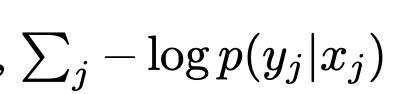 , ∑_j − log p(y_j|x_j)